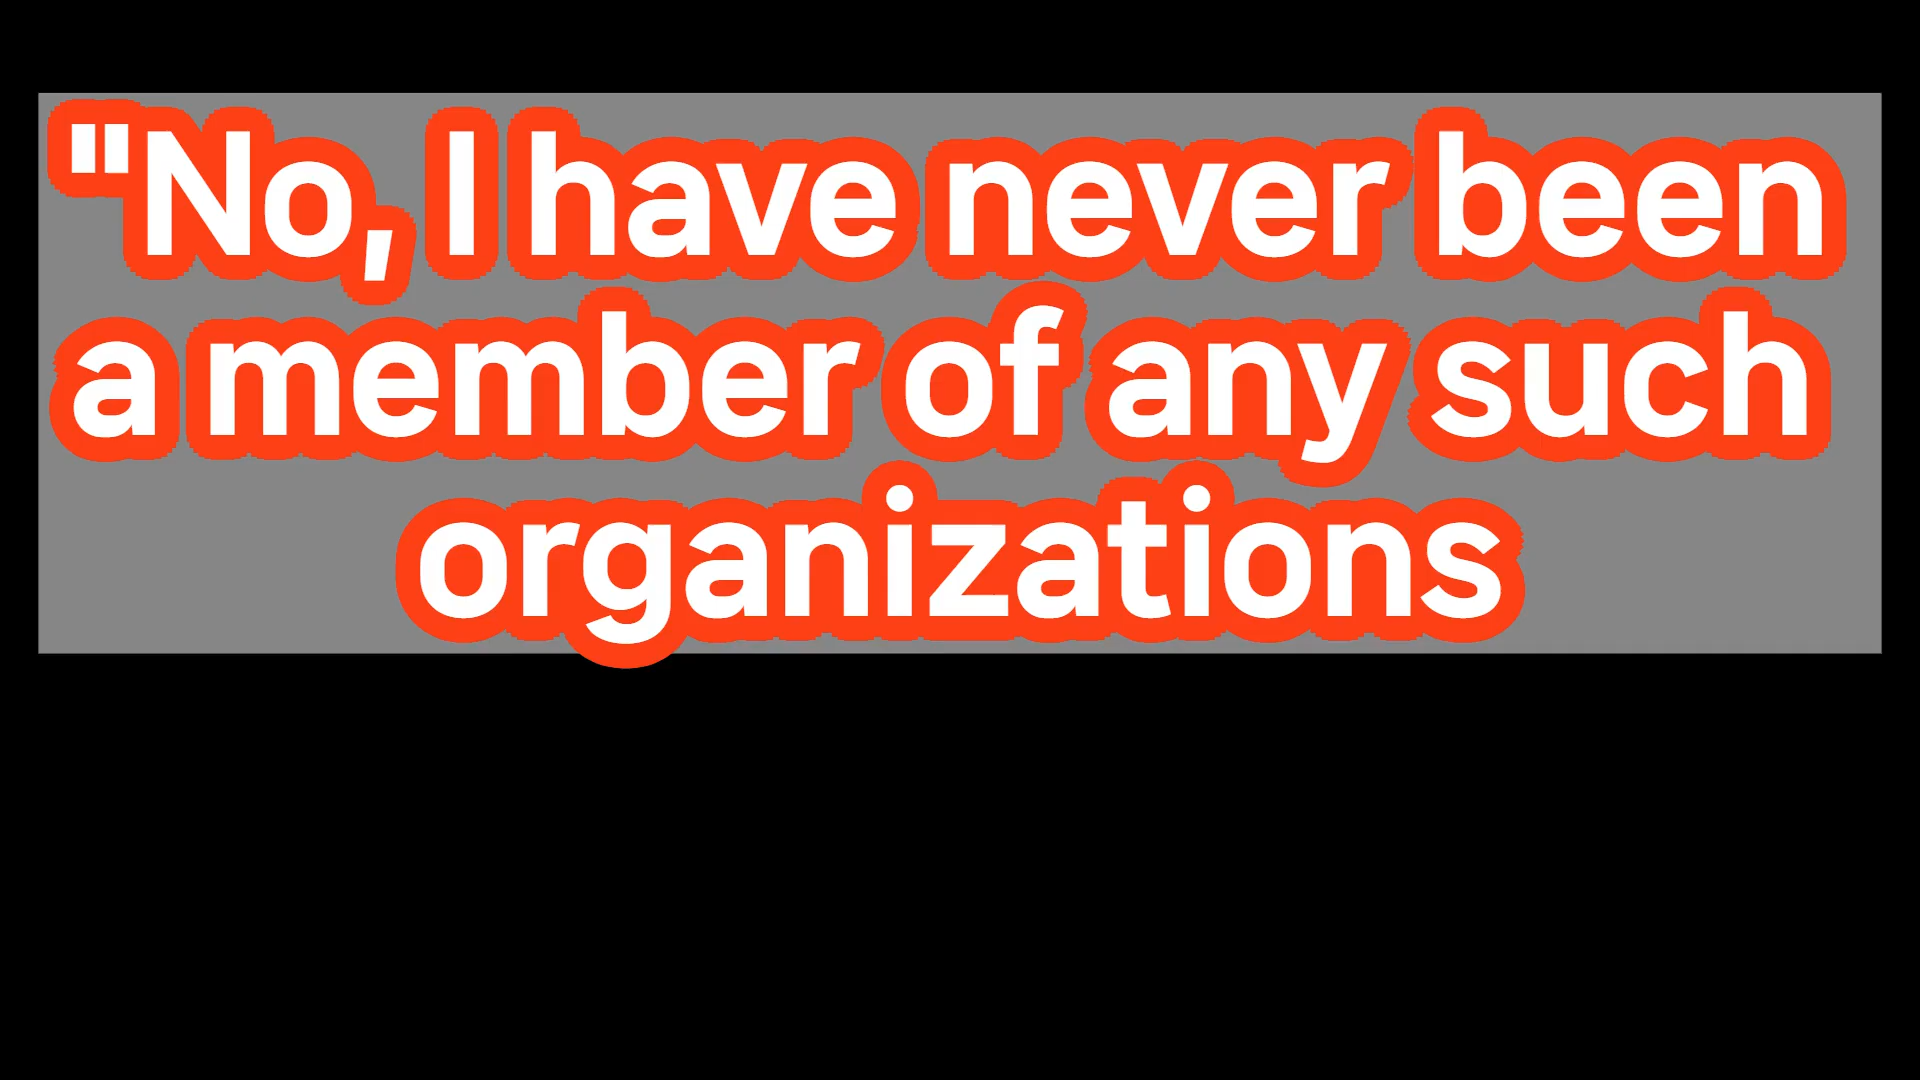 "No, I have never been
a member of any such
organizations